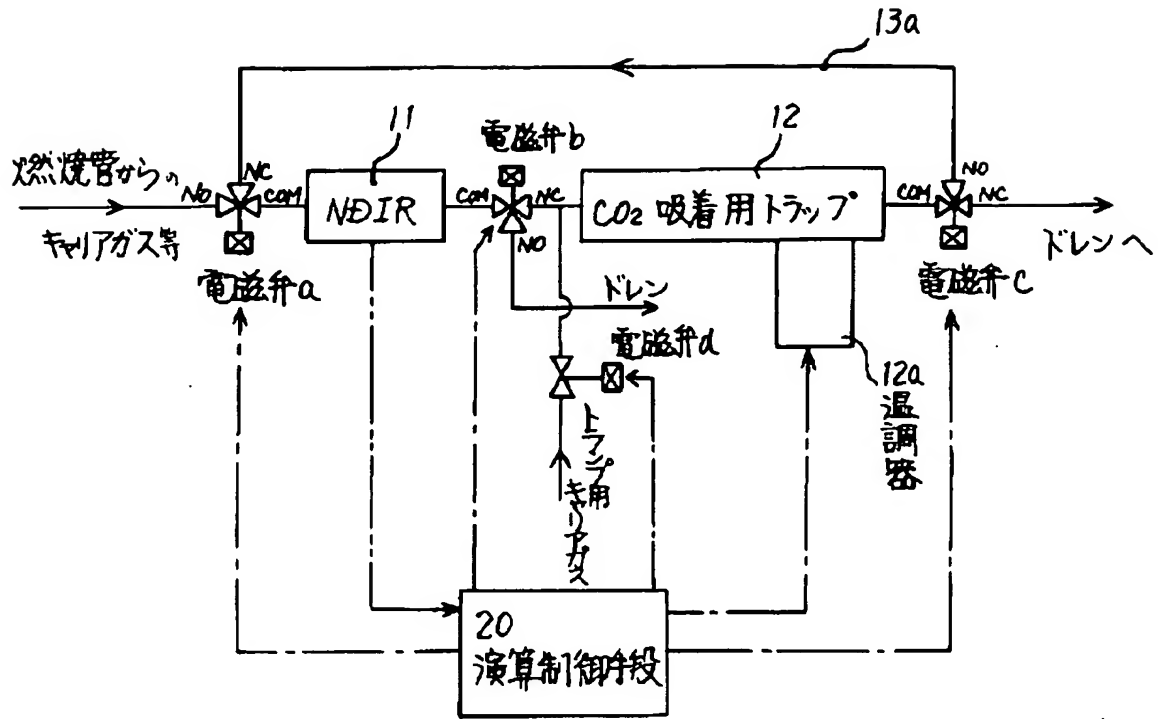 13a
11
電磁弁b
12
燃焼管からの
キャリアガス等
NO
NC
COM
NDIR
COM
NC
NO
CO2 吸着用トラップ
COM
NO
NC
ドレンへ
電磁弁a
ドレン
電磁弁d
電磁弁c
12a
温調器
トラップ用
キャリアガス
20
演算制御手段